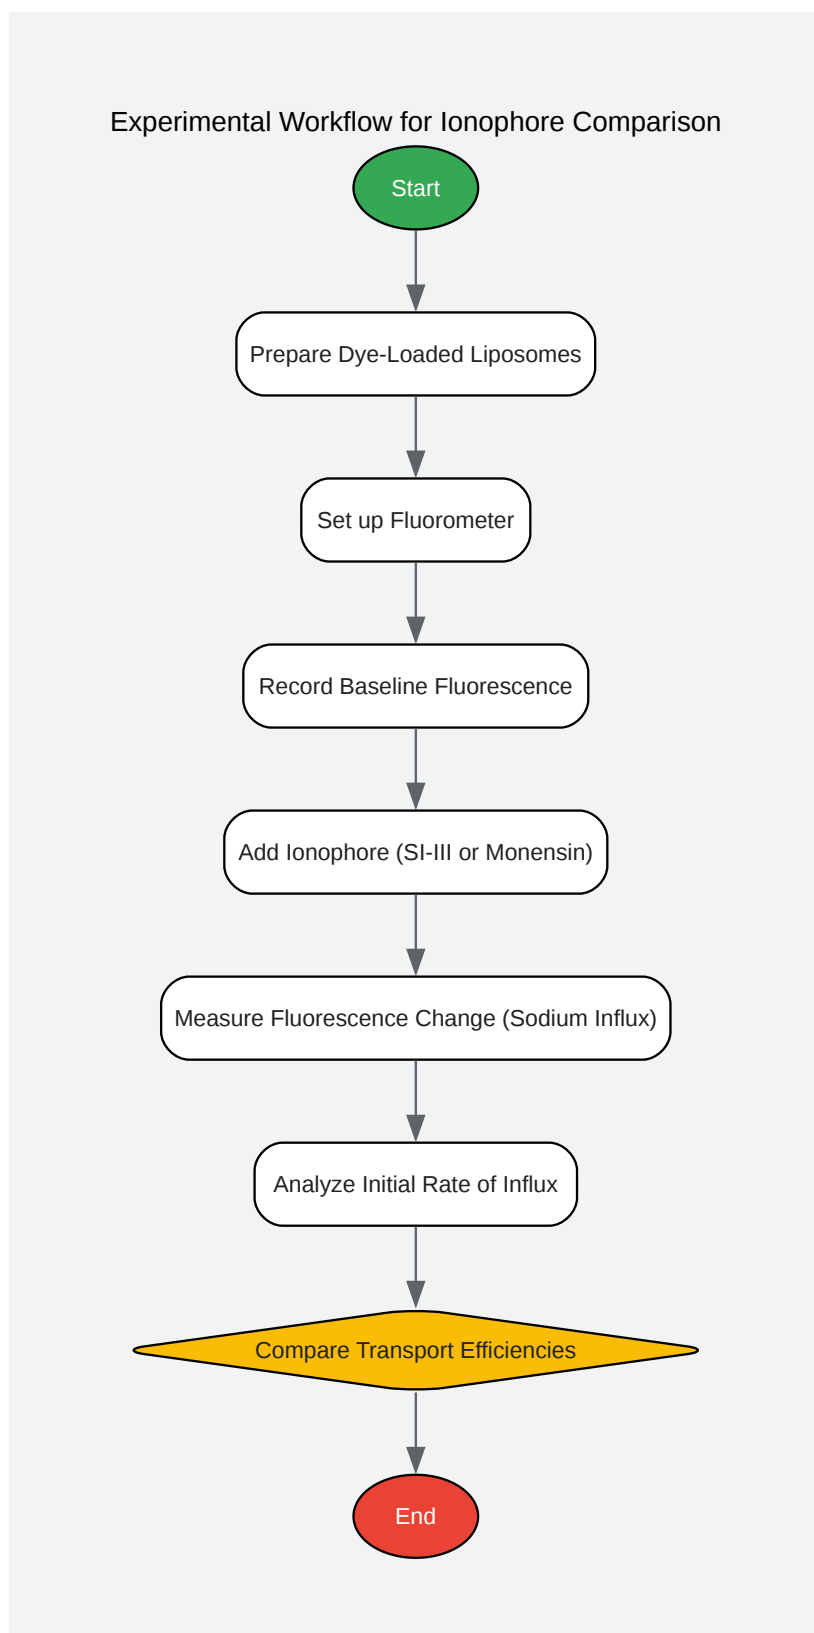 Experimental Workflow for Ionophore Comparison
Start
Prepare Dye-Loaded Liposomes
Set up Fluorometer
Record Baseline Fluorescence
Add Ionophore (SI-III or Monensin)
Measure Fluorescence Change (Sodium Influx)
Analyze Initial Rate of Influx
Compare Transport Efficiencies
End